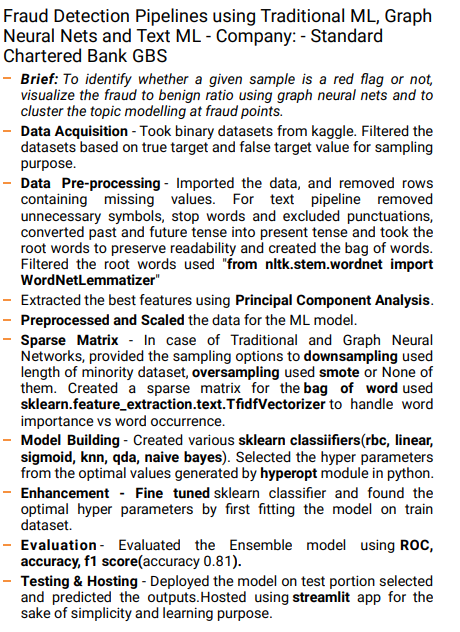 Fraud Detection Pipelines using Traditional ML, Graph
Neural Nets and Text ML - Company: - Standard
Chartered Bank GBS
– Brief: To identify whether a given sample is a red flag or not,
visualize the fraud to benign ratio using graph neural nets and to
cluster the topic modelling at fraud points.
– Data Acquisition - Took binary datasets from kaggle. Filtered the
datasets based on true target and false target value for sampling
purpose.
– Data Pre-processing - Imported the data, and removed rows
containing missing values. For text pipeline removed
unnecessary symbols, stop words and excluded punctuations,
converted past and future tense into present tense and took the
root words to preserve readability and created the bag of words.
Filtered the root words used "from nltk.stem.wordnet import
WordNetLemmatizer"
– Extracted the best features using Principal Component Analysis.
– Preprocessed and Scaled the data for the ML model.
– Sparse Matrix - In case of Traditional and Graph Neural
Networks, provided the sampling options to downsampling used
length of minority dataset, oversampling used smote or None of
them. Created a sparse matrix for the bag of word used
sklearn.feature_extraction.text.TfidfVectorizer to handle word
importance vs word occurrence.
– Model Building - Created various sklearn classiifiers(rbc, linear,
sigmoid, knn, qda, naive bayes). Selected the hyper parameters
from the optimal values generated by hyperopt module in python.
– Enhancement - Fine tuned sklearn classifier and found the
optimal hyper parameters by first fitting the model on train
dataset.
– Evaluation - Evaluated the Ensemble model using ROC,
accuracy, f1 score(accuracy 0.81).
– Testing & Hosting - Deployed the model on test portion selected
and predicted the outputs.Hosted using streamlit app for the
sake of simplicity and learning purpose.